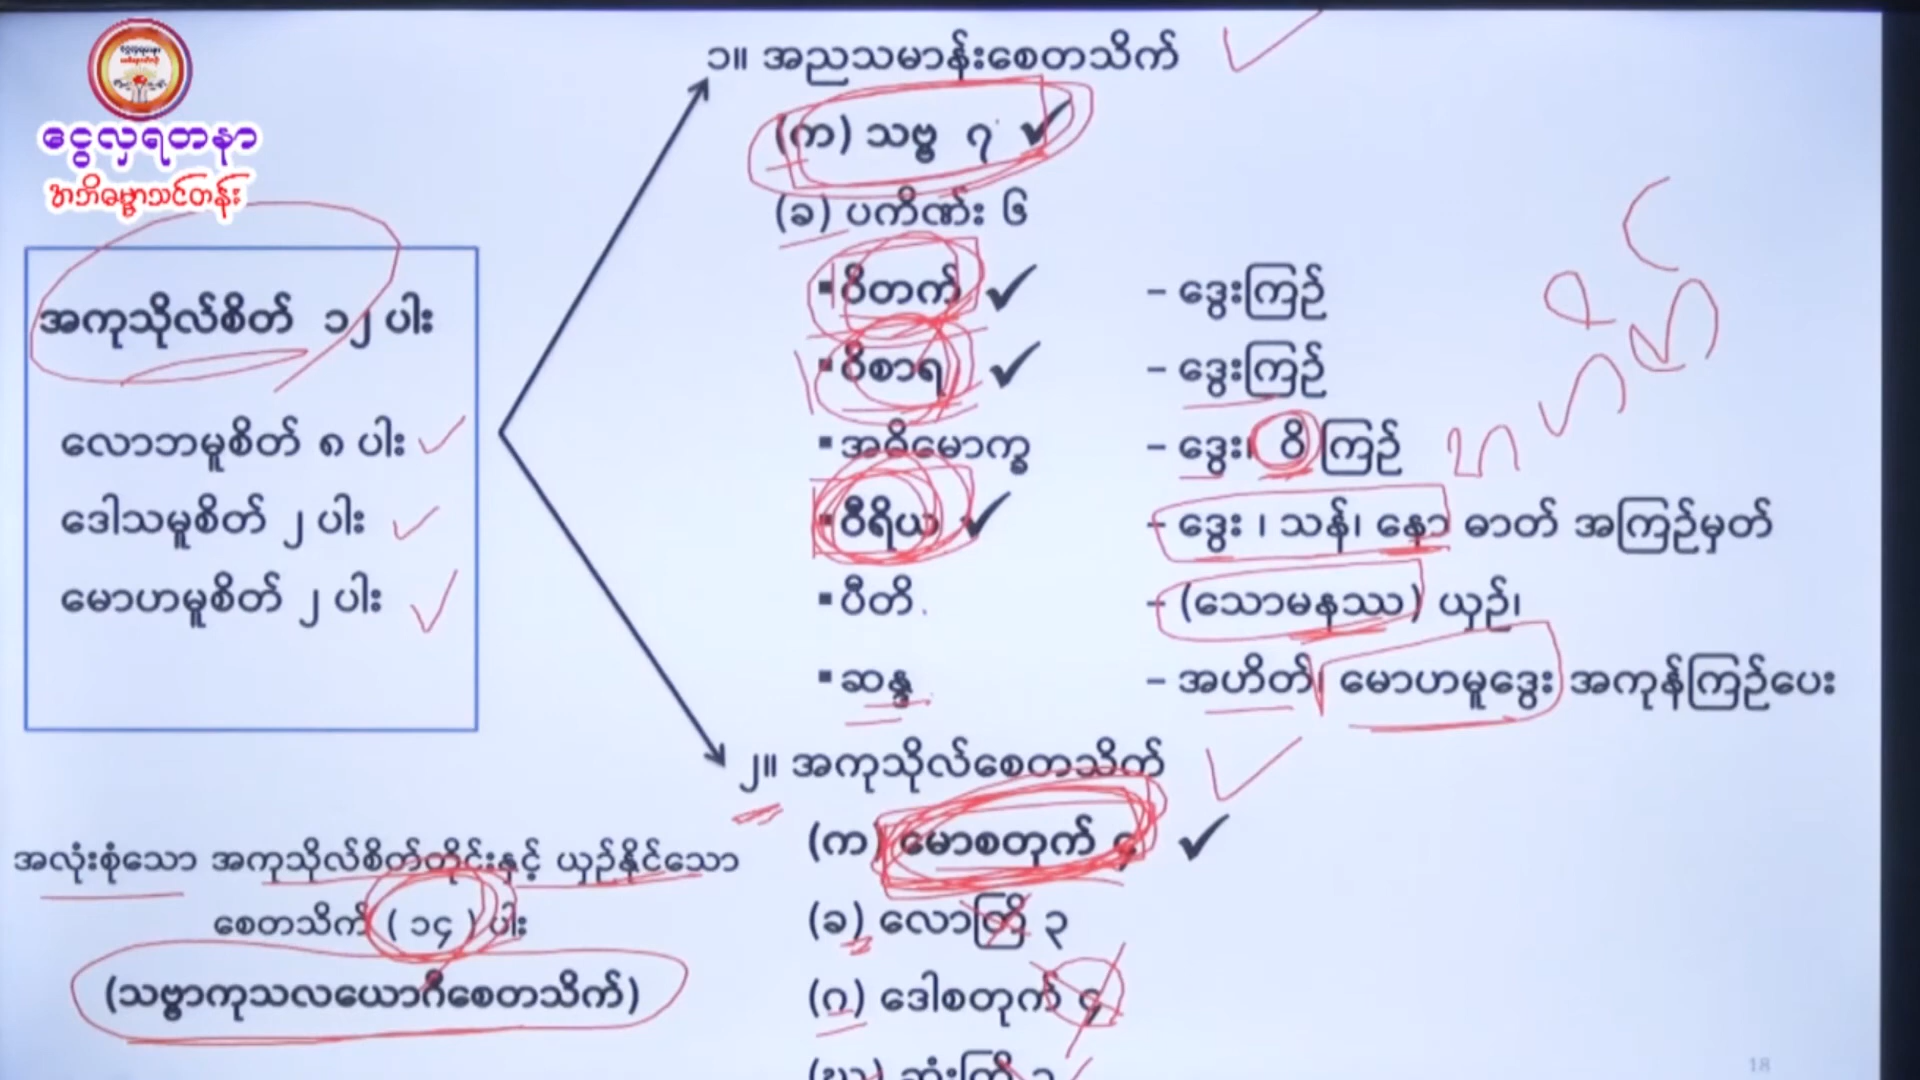 ငွေလှရတနာ
အဘိဓမ္မာသင်တန်း
အကုသိုလ်စိတ် ၁၂ ပါး
လောဘမူစိတ် ၈ ပါး
ဒေါသမူစိတ် ၂ ပါး
မောဟမူစိတ် ၂ ပါး
အလုံးစုံသော အကုသိုလ်စိတ်တိုင်းနှင့် ယှဉ်နိုင်သော
စေတသိက် ( ၁၄ ) ပါး
(သဗ္ဗာကုသလယောဂီစေတသိက်)
၁။ အညသမာန်းစေတသိက်
(က) သဗ္ဗ ၇ ✔
(ခ) ပကိဏ်း ၆
▪ ဝိတက် ✔ – ဒွေးကြဉ်
▪ ဝိစာရ ✔ – ဒွေးကြဉ်
▪ အဓိမောက္ခ – ဒွေး၊ ဝိ ကြဉ်
▪ ဝီရိယ ✔ – ဒွေး ၊ သန်၊ နော ဓာတ် အကြဉ်မှတ်
▪ ပီတိ – (သောမနဿ) ယှဉ်၊
▪ ဆန္ဒ – အဟိတ်၊ မောဟမူဒွေး အကုန်ကြဉ်ပေး
၂။ အကုသိုလ်စေတသိက်
(က) မောစတုက် ၄ ✔
(ခ) လောကြိ ၃
(ဂ) ဒေါစတုက် ၄
18